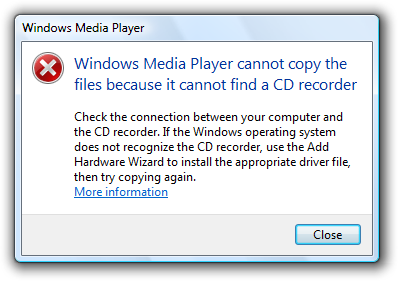 Windows Media Player
Windows Media Player cannot copy the
files because it cannot find a CD recorder
Check the connection between your computer and
the CD recorder. If the Windows operating system
does not recognize the CD recorder, use the Add
Hardware Wizard to install the appropriate driver file,
then try copying again.
More information
Close